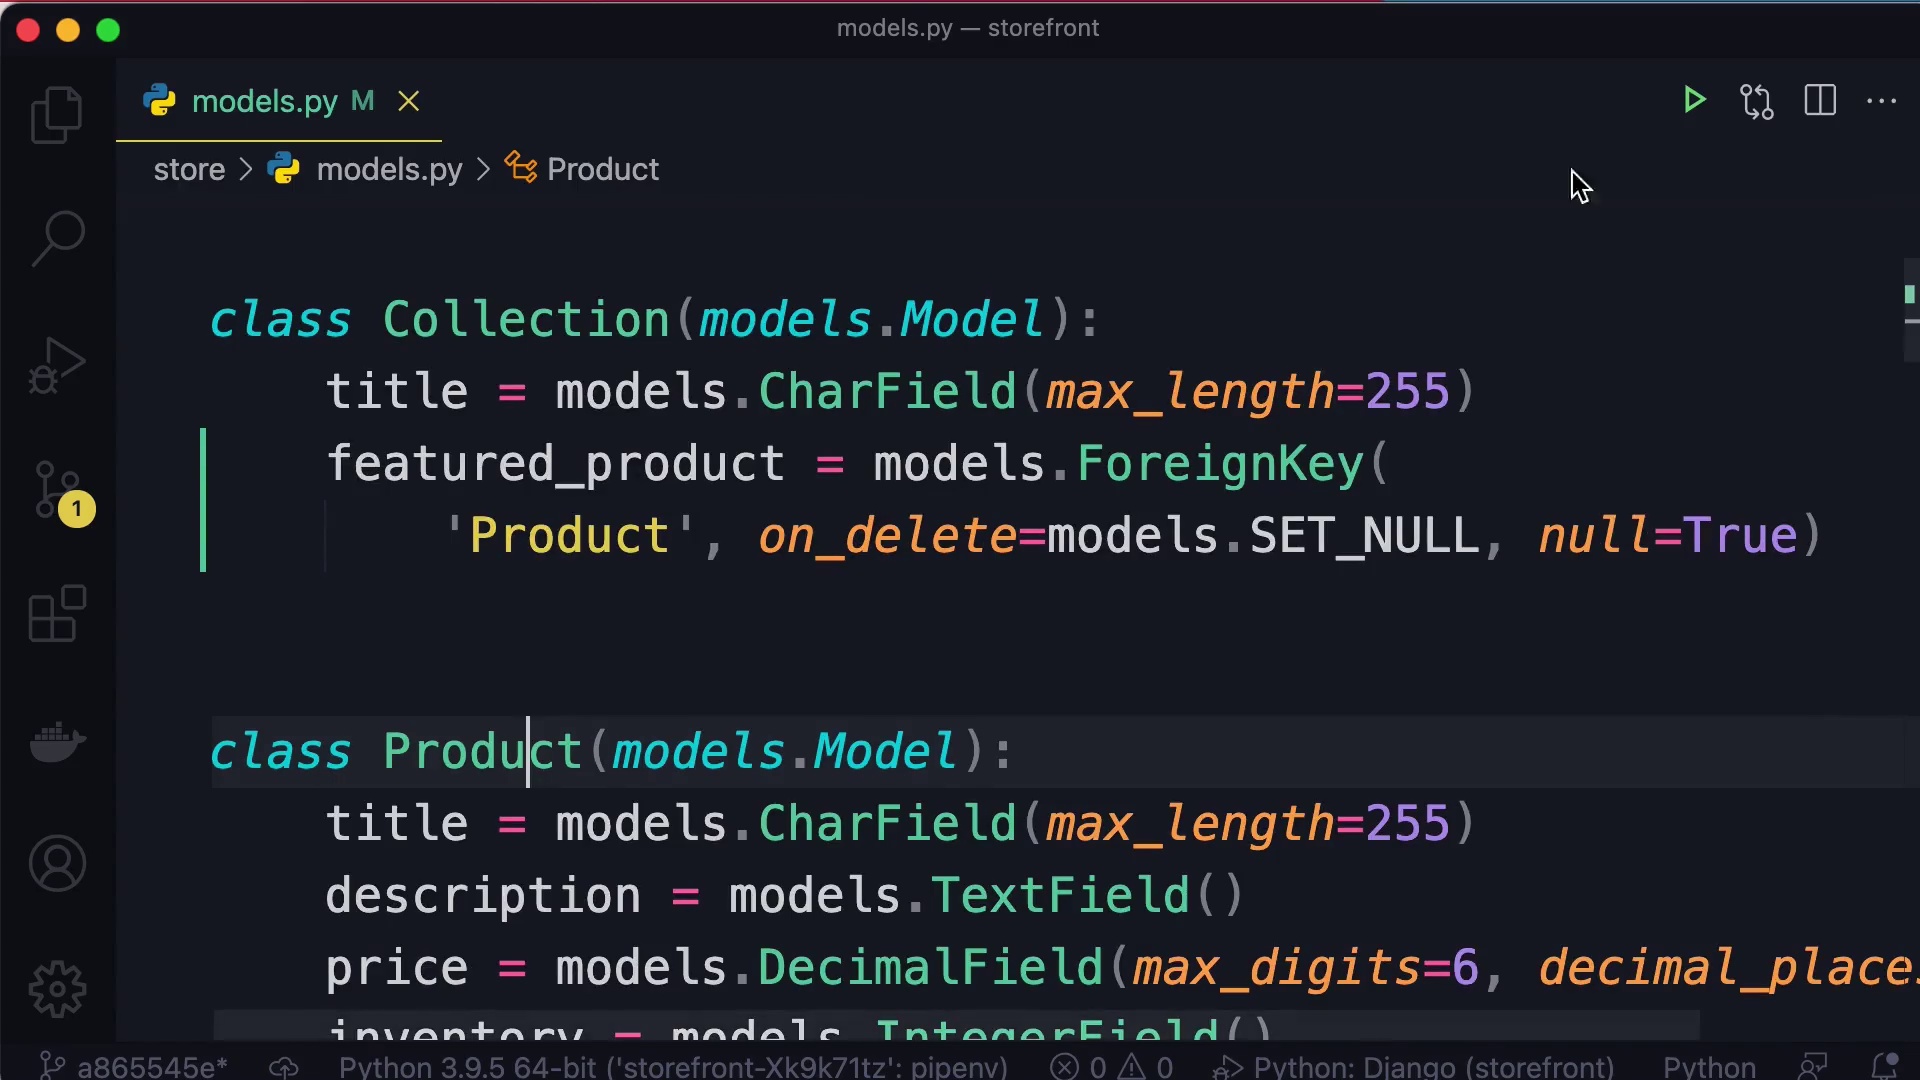 models.py — storefront
models.py M
store > models.py > Product
class Collection(models.Model):
title = models.CharField(max_length=255)
featured_product = models.ForeignKey(
'Product', on_delete=models.SET_NULL, null=True)
1
class Product(models.Model):
title = models.CharField(max_length=255)
description = models.TextField()
price = models.DecimalField(max_digits=6, decimal_place
inventory = models.IntegerField()
a865545e* Python 3.9.5 64-bit ('storefront-Xk9k71tz': pipenv) 0 0 Python: Django (storefront) Python